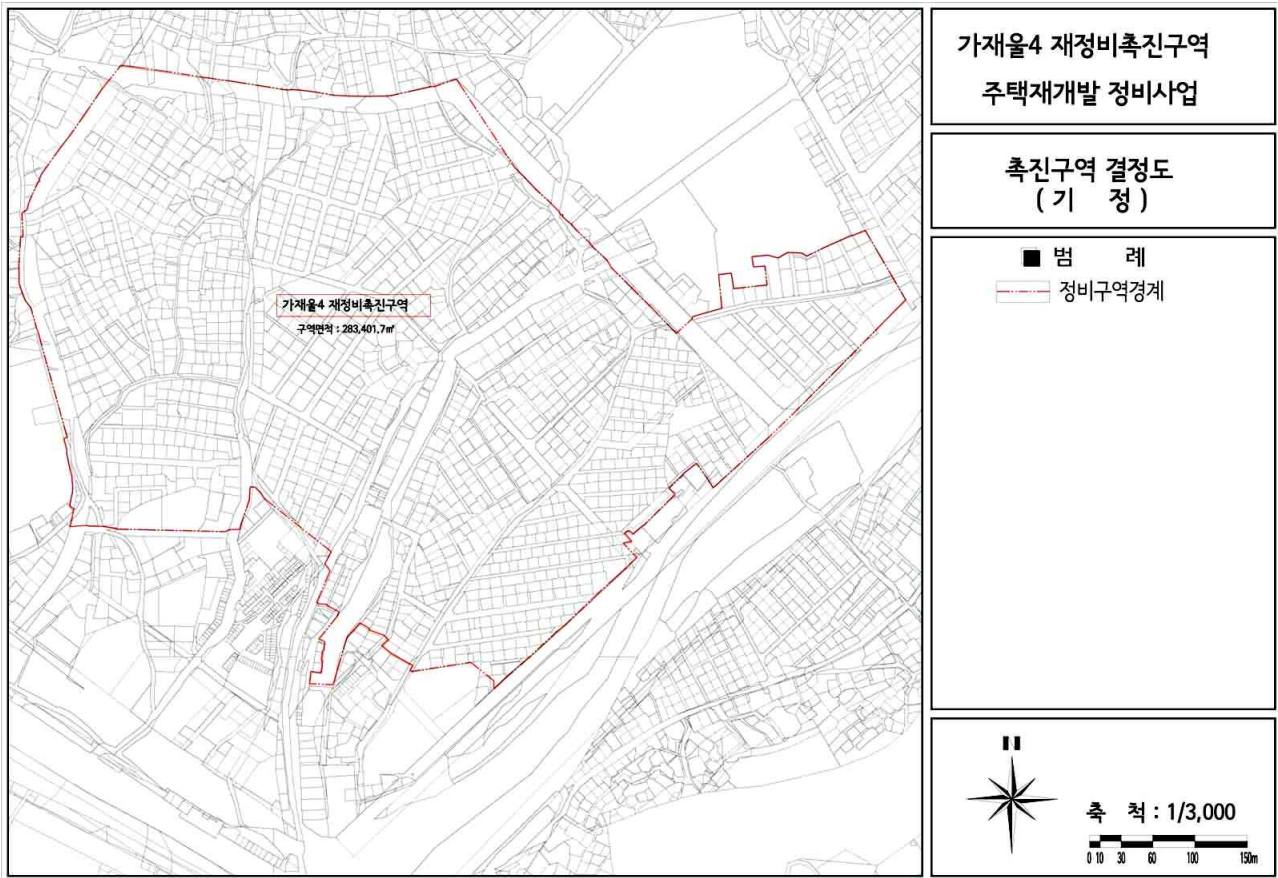 가재울4 재정비촉진구역
주택재개발 정비사업
촉진구역 결정도
( 기 정 )
■ 범 례
정비구역경계
가재울4 재정비촉진구역
구역면적 : 283,401.7㎡
N
축 척 : 1/3,000
0 10 30 60 100 150m